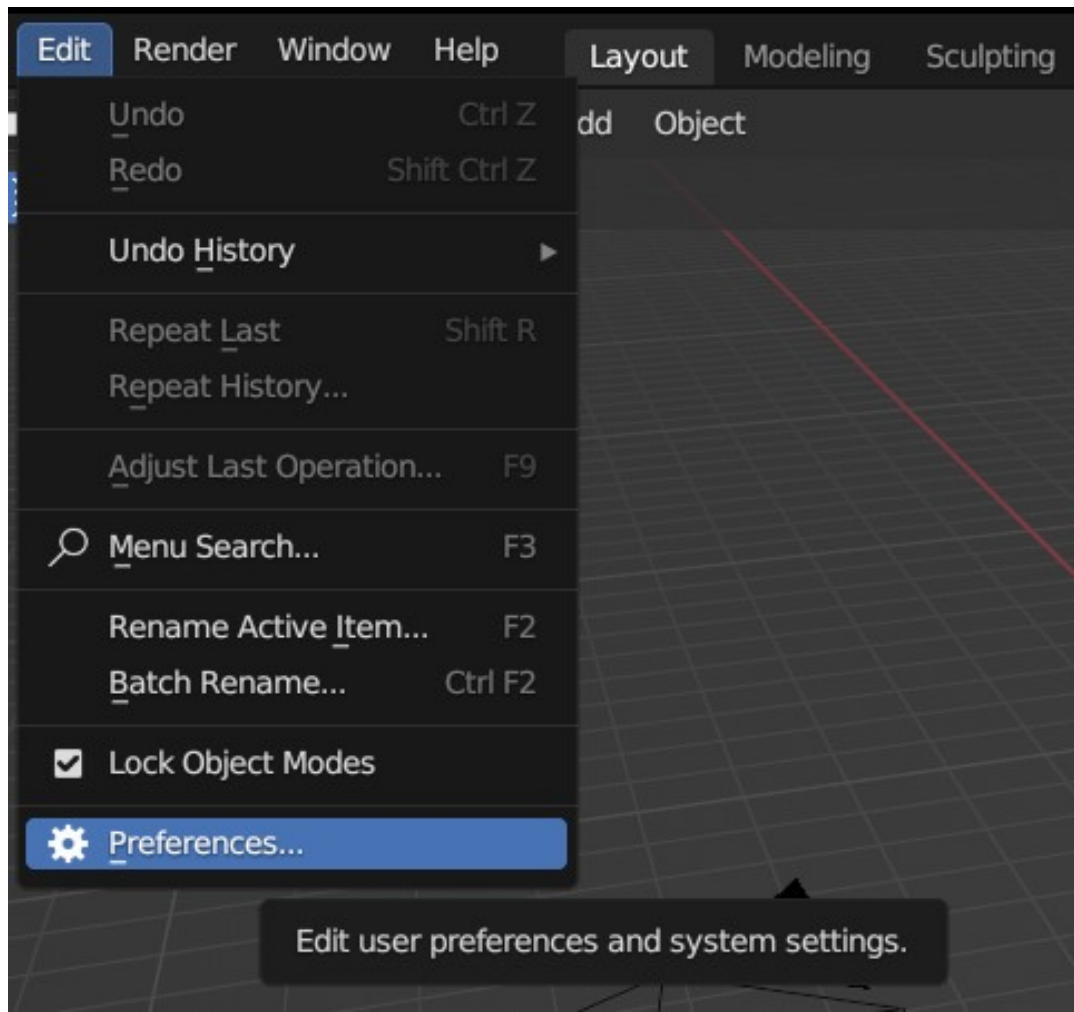 Edit Render Window Help Layout Modeling Sculpting
dd Object
Undo Ctrl Z
Redo Shift Ctrl Z
Undo History
Repeat Last Shift R
Repeat History...
Adjust Last Operation... F9
Menu Search... F3
Rename Active Item... F2
Batch Rename... Ctrl F2
Lock Object Modes
Preferences...
Edit user preferences and system settings.